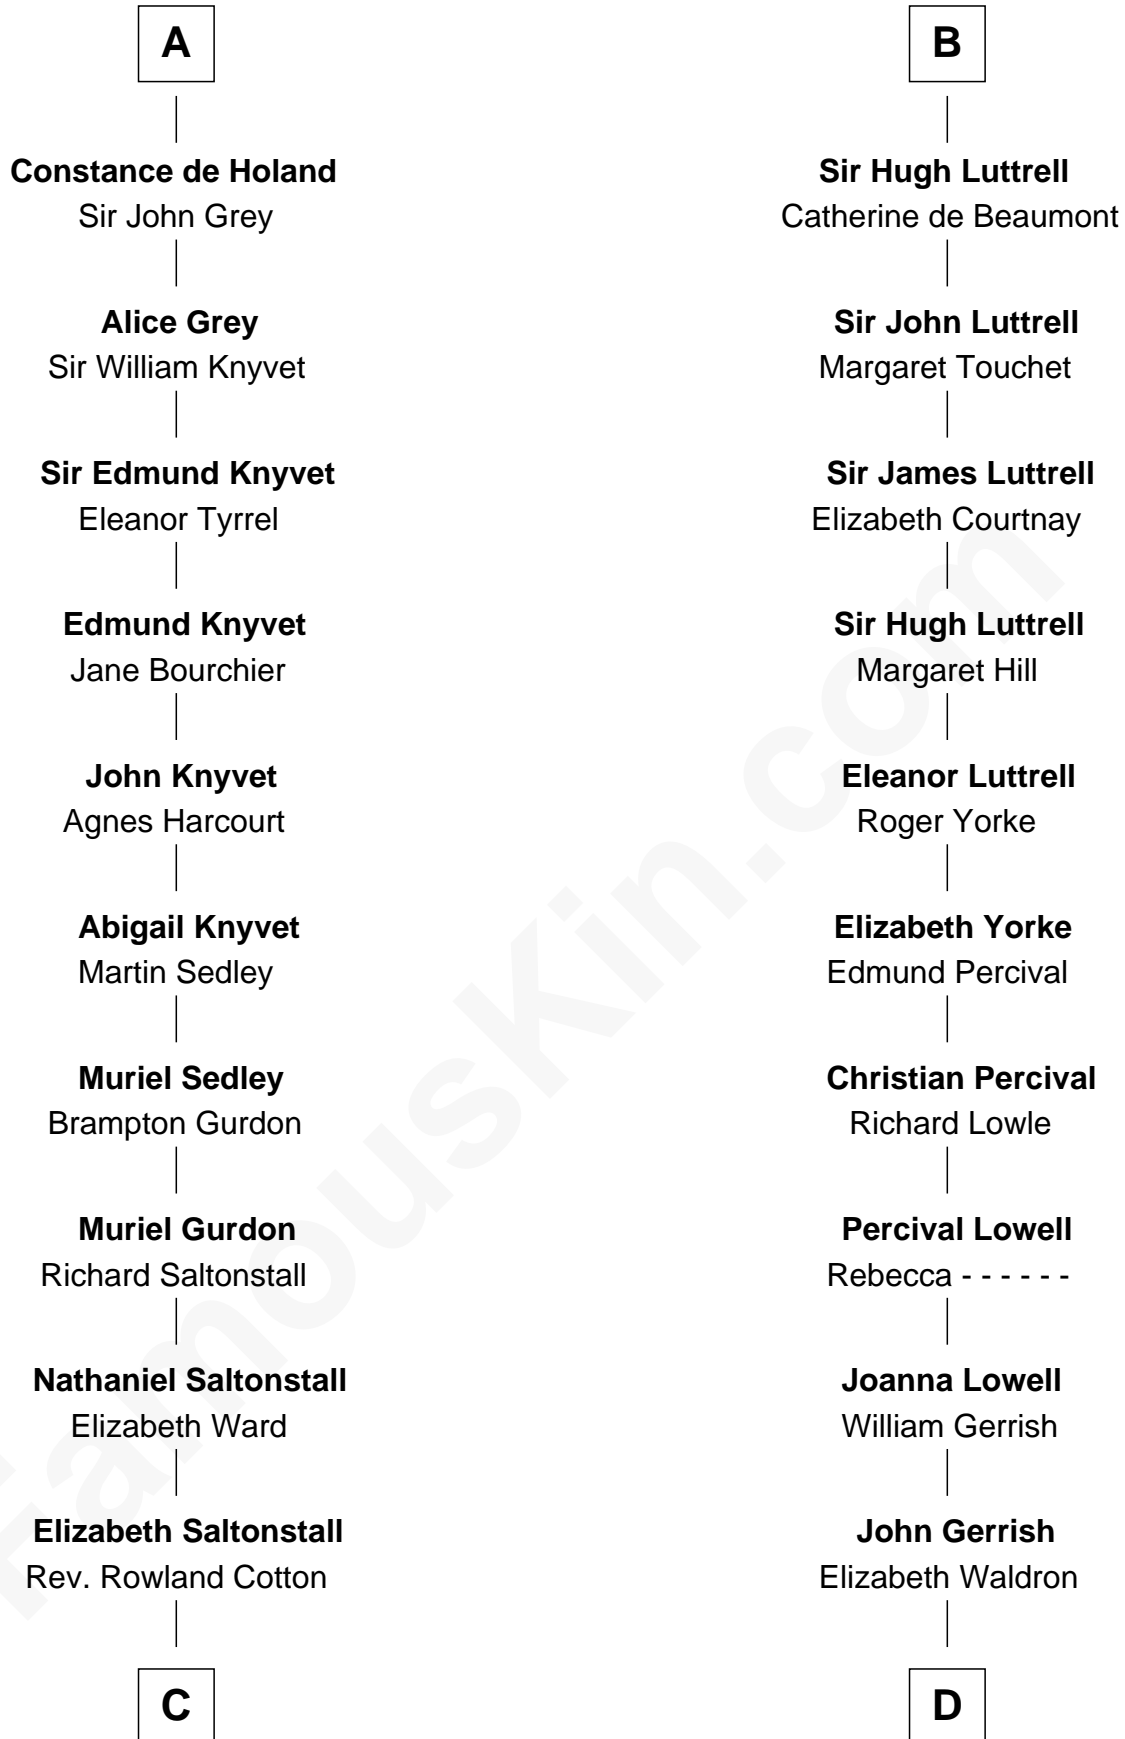 A
Constance de Holand
Sir John Grey
Alice Grey
Sir William Knyvet
Sir Edmund Knyvet
Eleanor Tyrrel
Edmund Knyvet
Jane Bourchier
John Knyvet
Agnes Harcourt
Abigail Knyvet
Martin Sedley
Muriel Sedley
Brampton Gurdon
Muriel Gurdon
Richard Saltonstall
Nathaniel Saltonstall
Elizabeth Ward
Elizabeth Saltonstall
Rev. Rowland Cotton
C
B
Sir Hugh Luttrell
Catherine de Beaumont
Sir John Luttrell
Margaret Touchet
Sir James Luttrell
Elizabeth Courtnay
Sir Hugh Luttrell
Margaret Hill
Eleanor Luttrell
Roger Yorke
Elizabeth Yorke
Edmund Percival
Christian Percival
Richard Lowle
Percival Lowell
Rebecca - - - - - -
Joanna Lowell
William Gerrish
John Gerrish
Elizabeth Waldron
D
FamousKin.com